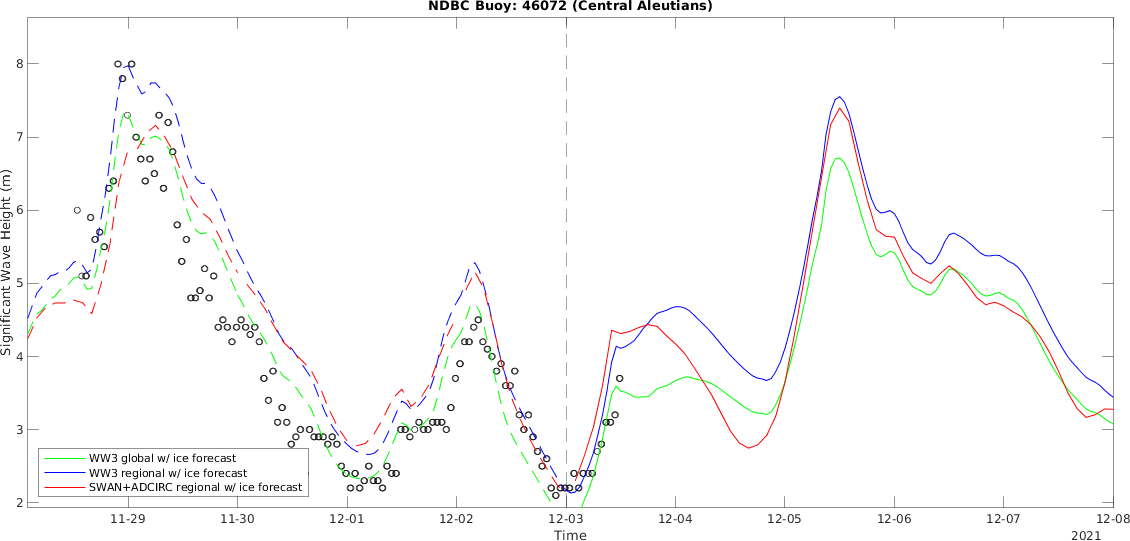 NDBC Buoy: 46072 (Central Aleutians)
8
7
6
5
4
3
2
Significant Wave Height (m)
WW3 global w/ ice forecast
WW3 regional w/ ice forecast
SWAN+ADCIRC regional w/ ice forecast
11-29 11-30 12-01 12-02 12-03 12-04 12-05 12-06 12-07 12-08
Time
2021